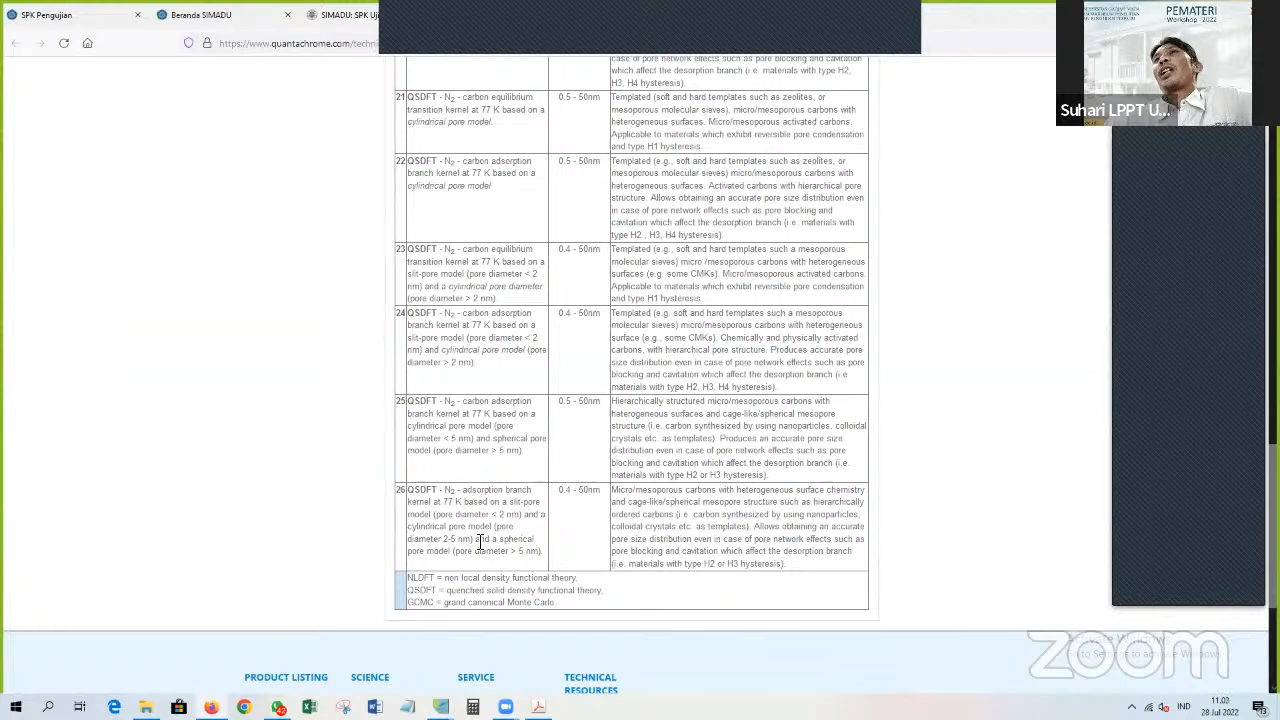 SPK Pengujian
Beranda SIMADU
SIMADU: Sistem
https://www.quantachrome
PEMATERI
Workshop 2022
Suhari LPPT U...
case of pore network effects such as pore blocking and cavitation
which affect the desorption branch (i.e. materials with type H2,
H3, H4 hysteresis).
21
QSDFT - N2 - carbon equilibrium
transition kernel at 77 K based on a
cylindrical pore model.
0.5 - 50nm
Templated (soft and hard templates such as zeolites, or
mesoporous molecular sieves), micro/mesoporous carbons with
heterogeneous surfaces. Micro/mesoporous activated carbons.
Applicable to materials which exhibit reversible pore condensation
and type H1 hysteresis.
22
QSDFT - N2 - carbon adsorption
branch kernel at 77 K based on a
cylindrical pore model
0.5 - 50nm
Templated (e.g., soft and hard templates such as zeolites, or
mesoporous molecular sieves) micro/mesoporous carbons with
heterogeneous surfaces. Activated carbons with hierarchical pore
structure. Allows obtaining an accurate pore size distribution even
in case of pore network effects such as pore blocking and
cavitation which affect the desorption branch (i.e. materials with
type H2 , H3, H4 hysteresis).
23
QSDFT - N2 - carbon equilibrium
transition kernel at 77 K based on a
slit-pore model (pore diameter < 2
nm) and a cylindrical pore diameter
(pore diameter > 2 nm)
0.4 - 50nm
Templated (e.g., soft and hard templates such a mesoporous
molecular sieves) micro /mesoporous carbons with heterogeneous
surfaces (e.g. some CMKs). Micro/mesoporous activated carbons.
Applicable to materials which exhibit reversible pore condensation
and type H1 hysteresis.
24
QSDFT - N2 - carbon adsorption
branch kernel at 77 K based on a
slit-pore model (pore diameter < 2
nm) and cylindrical pore model (pore
diameter > 2 nm)
0.4 - 50nm
Templated (e.g. soft and hard templates such a mesoporous
molecular sieves) micro/mesoporous carbons with heterogeneous
surface (e.g., some CMKs). Chemically and physically activated
carbons, with hierarchical pore structure. Produces accurate pore
size distribution even in case of pore network effects such as pore
blocking and cavitation which affect the desorption branch (i.e
materials with type H2, H3, H4 hysteresis).
25
QSDFT - N2 - carbon adsorption
branch kernel at 77 K based on a
cylindrical pore model (pore
diameter < 5 nm) and spherical pore
model (pore diameter > 5 nm)
0.5 - 50nm
Hierarchically structured micro/mesoporous carbons with
heterogeneous surfaces and cage-like/spherical mesopore
structure (i.e. carbon synthesized by using nanoparticles, colloidal
crystals etc. as templates). Produces an accurate pore size
distribution even in case of pore network effects such as pore
blocking and cavitation which affect the desorption branch (i.e.
materials with type H2 or H3 hysteresis).
26
QSDFT - N2 - adsorption branch
kernel at 77 K based on a slit-pore
model (pore diameter < 2 nm) and a
cylindrical pore model (pore
diameter 2-5 nm) and a spherical
pore model (pore diameter > 5 nm).
0.4 - 50nm
Micro/mesoporous carbons with heterogeneous surface chemistry
and cage-like/spherical mespore structure such as hierarchically
ordered carbons (i e. carbon synthesized by using nanoparticles,
colloidal crystals etc. as templates). Allows obtaining an accurate
pore size distribution even in case of pore network effects such as
pore blocking and cavitation which affect the desorption branch
(i.e. materials with type H2 or H3 hysteresis).
NLDFT = non local density functional theory,
QSDFT = quenched solid density functional theory,
GCMC = grand canonical Monte Carlo
Activate Windows
Go to Settings to activate Windows.
zoom
PRODUCT LISTING
SCIENCE
SERVICE
TECHNICAL
RESOURCES
IND
11.03
28 Jul 2022